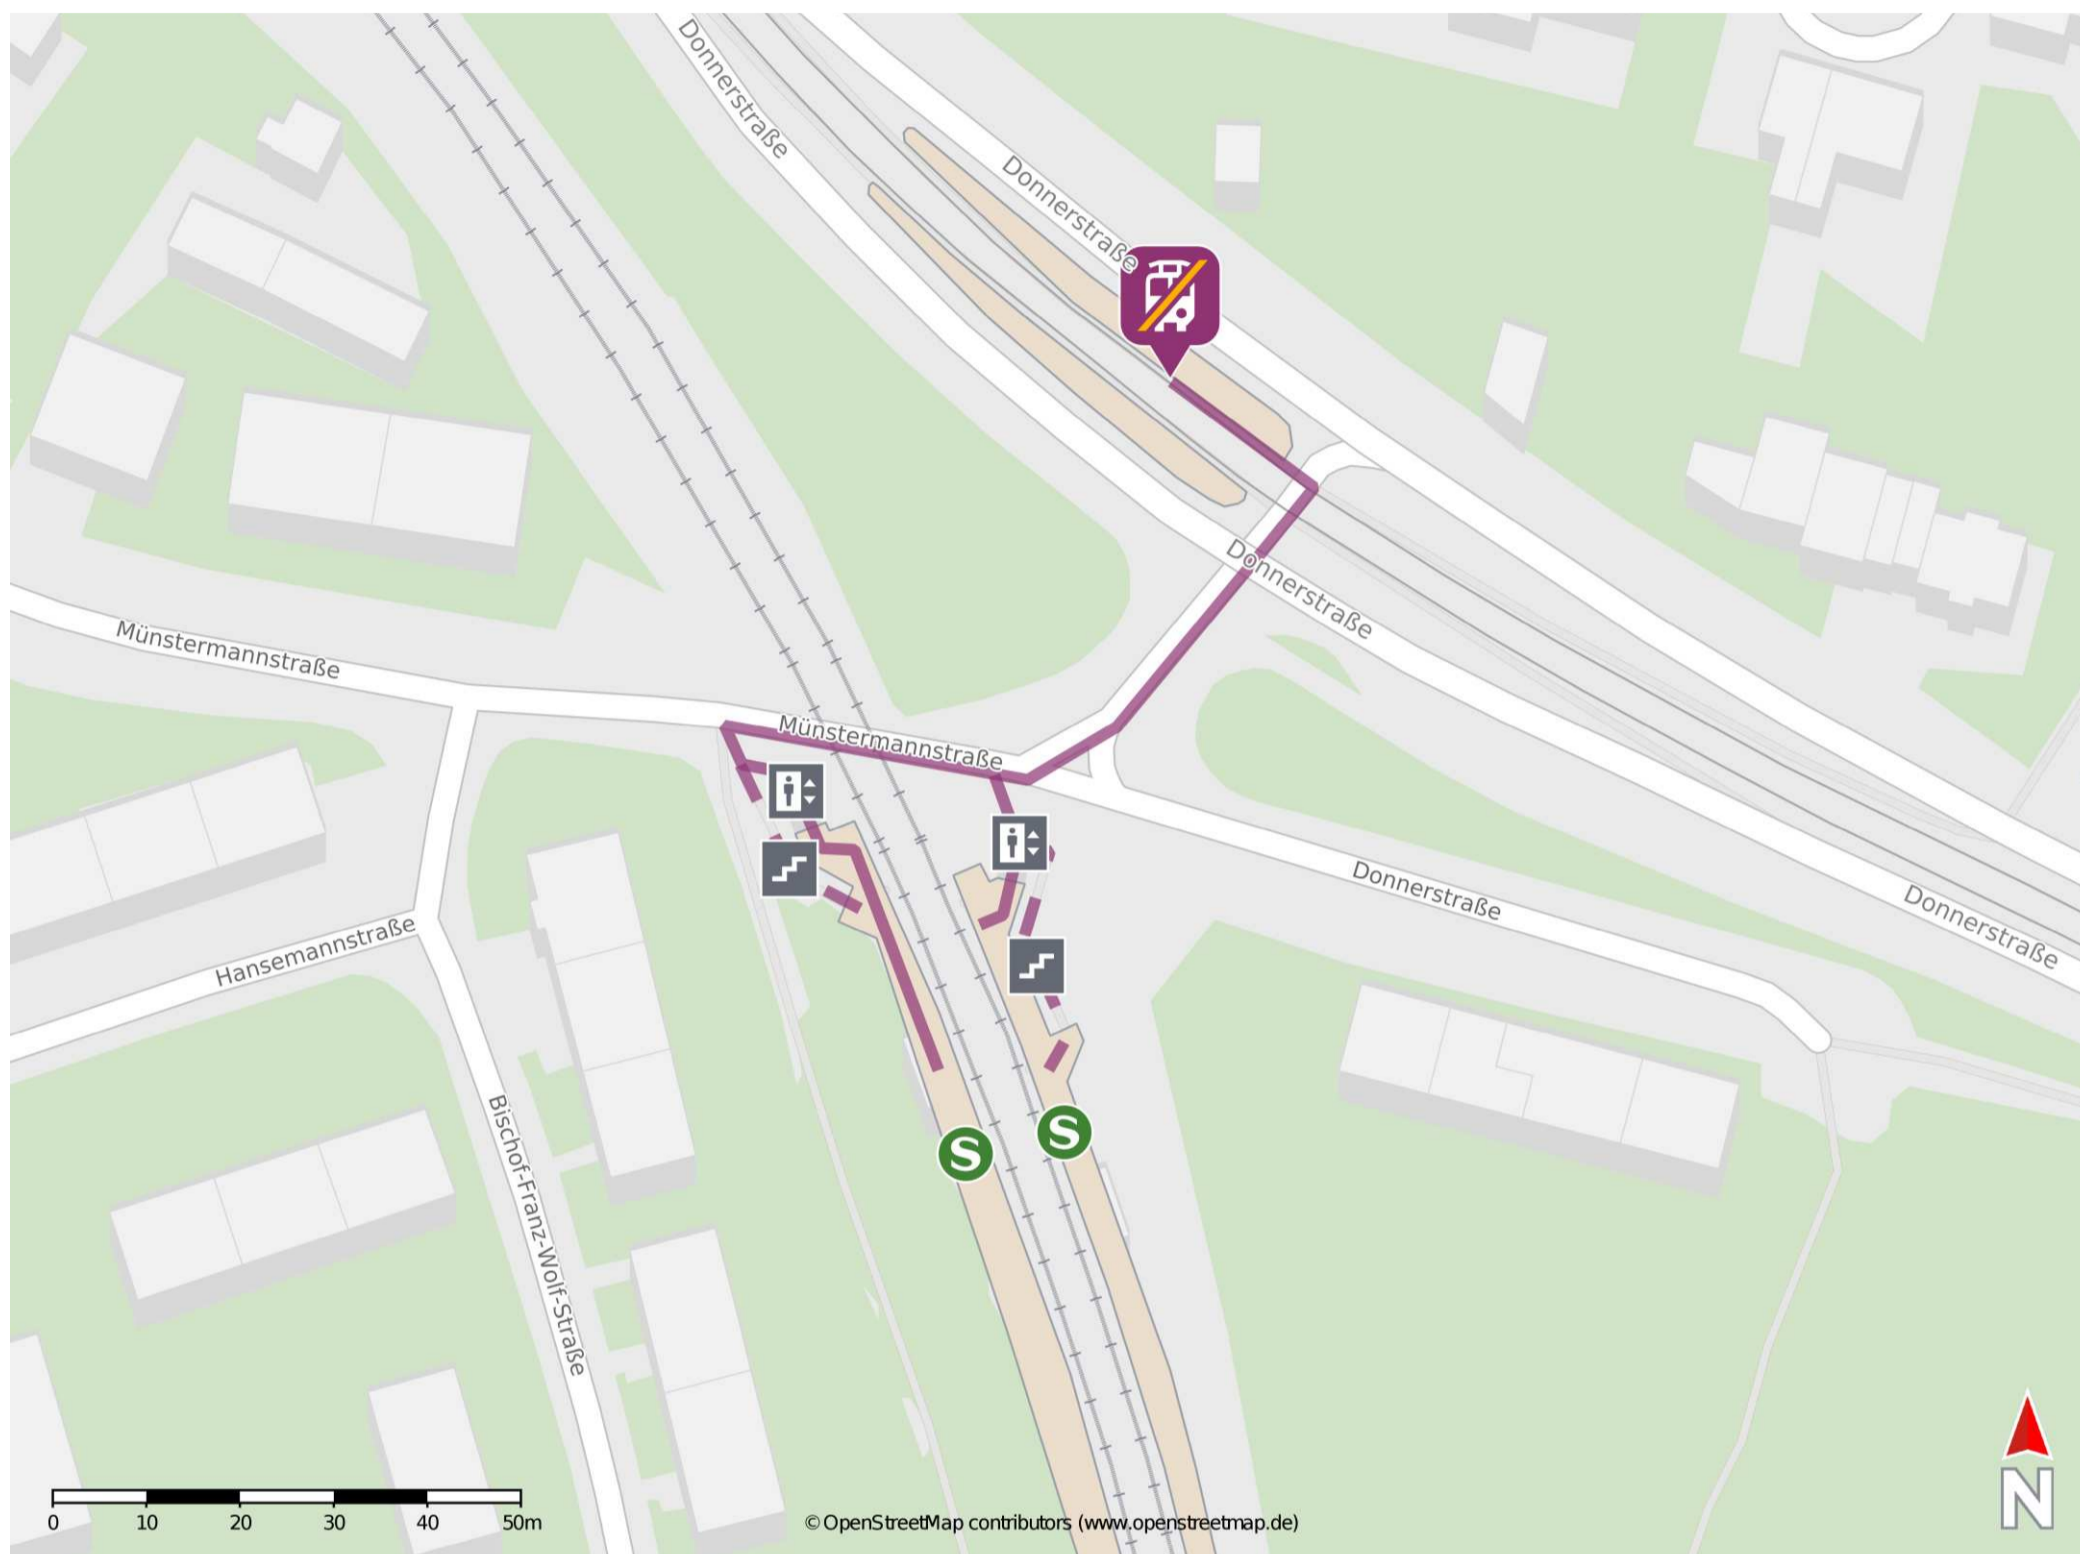 Donnerstraße
Donnerstraße
Donnerstraße
Münstermannstraße
Münstermannstraße
Donnerstraße
Donnerstraße
Hansemannstraße
S
S
Bischof-Franz-Wolf-Straße
N
0 10 20 30 40 50m
© OpenStreetMap contributors (www.openstreetmap.de)